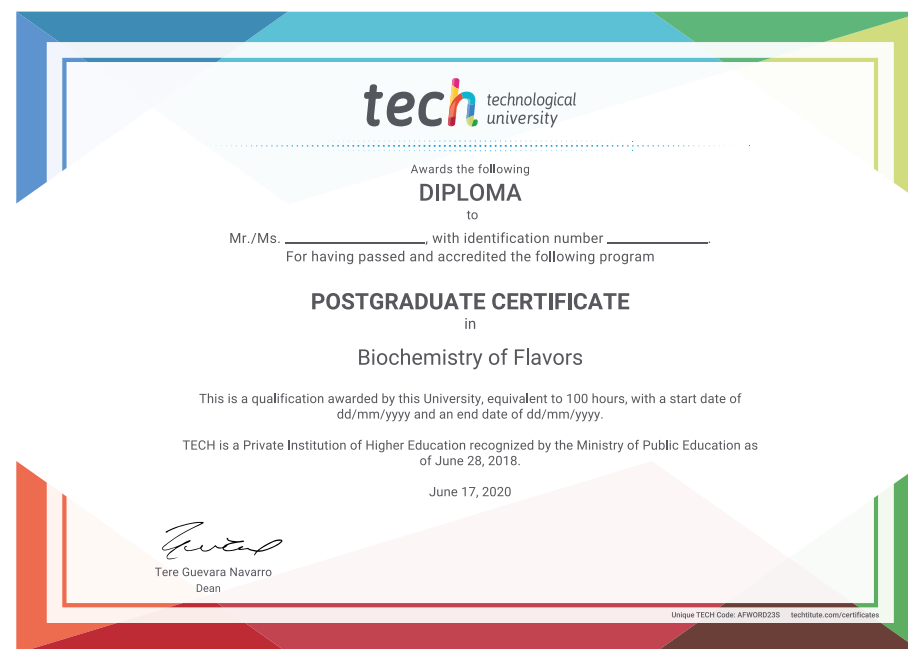 tech technological
university
Awards the following
DIPLOMA
to
Mr./Ms. ________________, with identification number ____________.
For having passed and accredited the following program
POSTGRADUATE CERTIFICATE
in
Biochemistry of Flavors
This is a qualification awarded by this University, equivalent to 100 hours, with a start date of
dd/mm/yyyy and an end date of dd/mm/yyyy.
TECH is a Private Institution of Higher Education recognized by the Ministry of Public Education as
of June 28, 2018.
June 17, 2020
Tere Guevara Navarro
Dean
Unique TECH Code: AFWORD23S techtitute.com/certificates